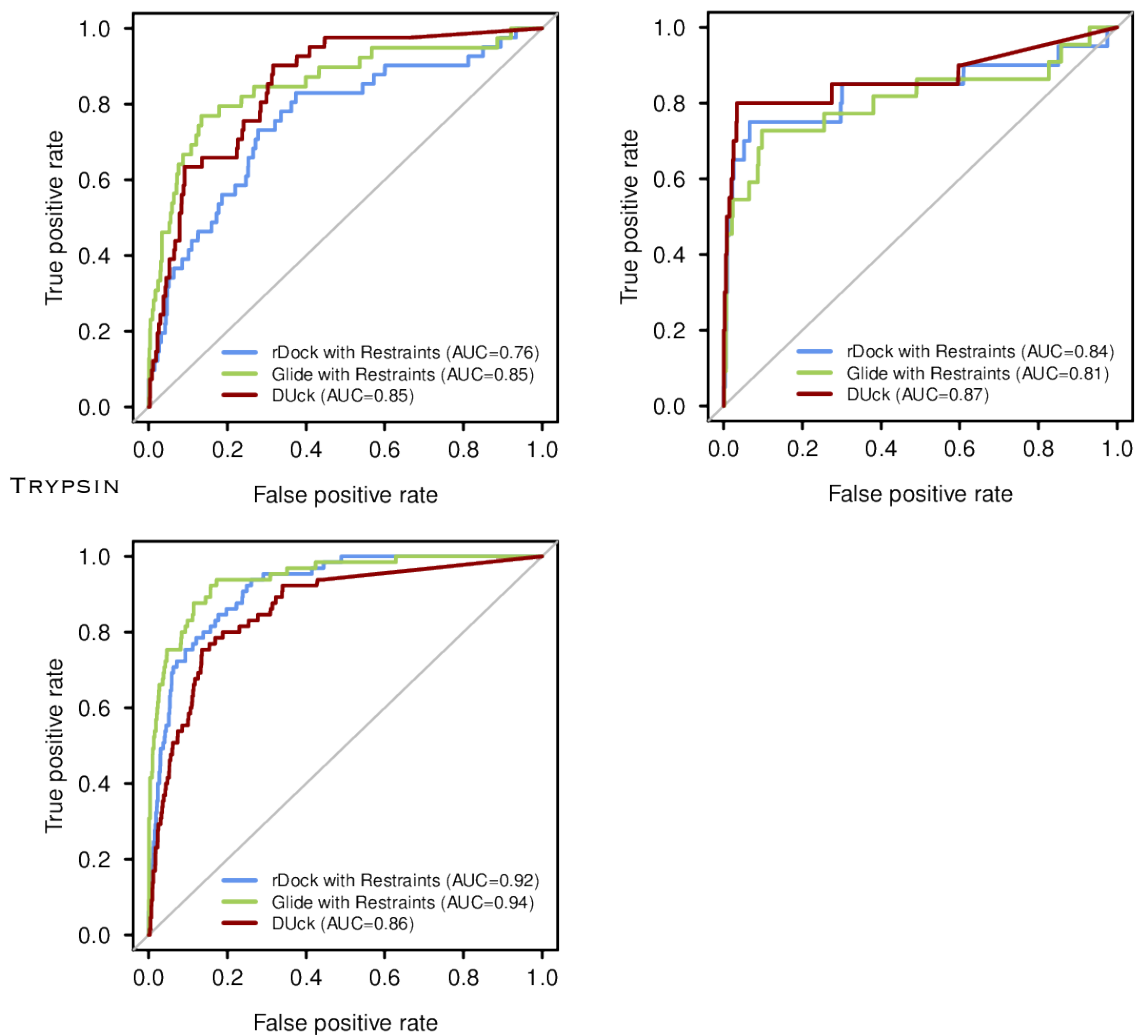 1.0
0.8
0.6
0.4
0.2
0.0
True positive rate
rDock with Restraints (AUC=0.76)
Glide with Restraints (AUC=0.85)
DUck (AUC=0.85)
0.0 0.2 0.4 0.6 0.8 1.0
False positive rate
1.0
0.8
0.6
0.4
0.2
0.0
True positive rate
rDock with Restraints (AUC=0.84)
Glide with Restraints (AUC=0.81)
DUck (AUC=0.87)
0.0 0.2 0.4 0.6 0.8 1.0
False positive rate
TRYPSIN
1.0
0.8
0.6
0.4
0.2
0.0
True positive rate
rDock with Restraints (AUC=0.92)
Glide with Restraints (AUC=0.94)
DUck (AUC=0.86)
0.0 0.2 0.4 0.6 0.8 1.0
False positive rate